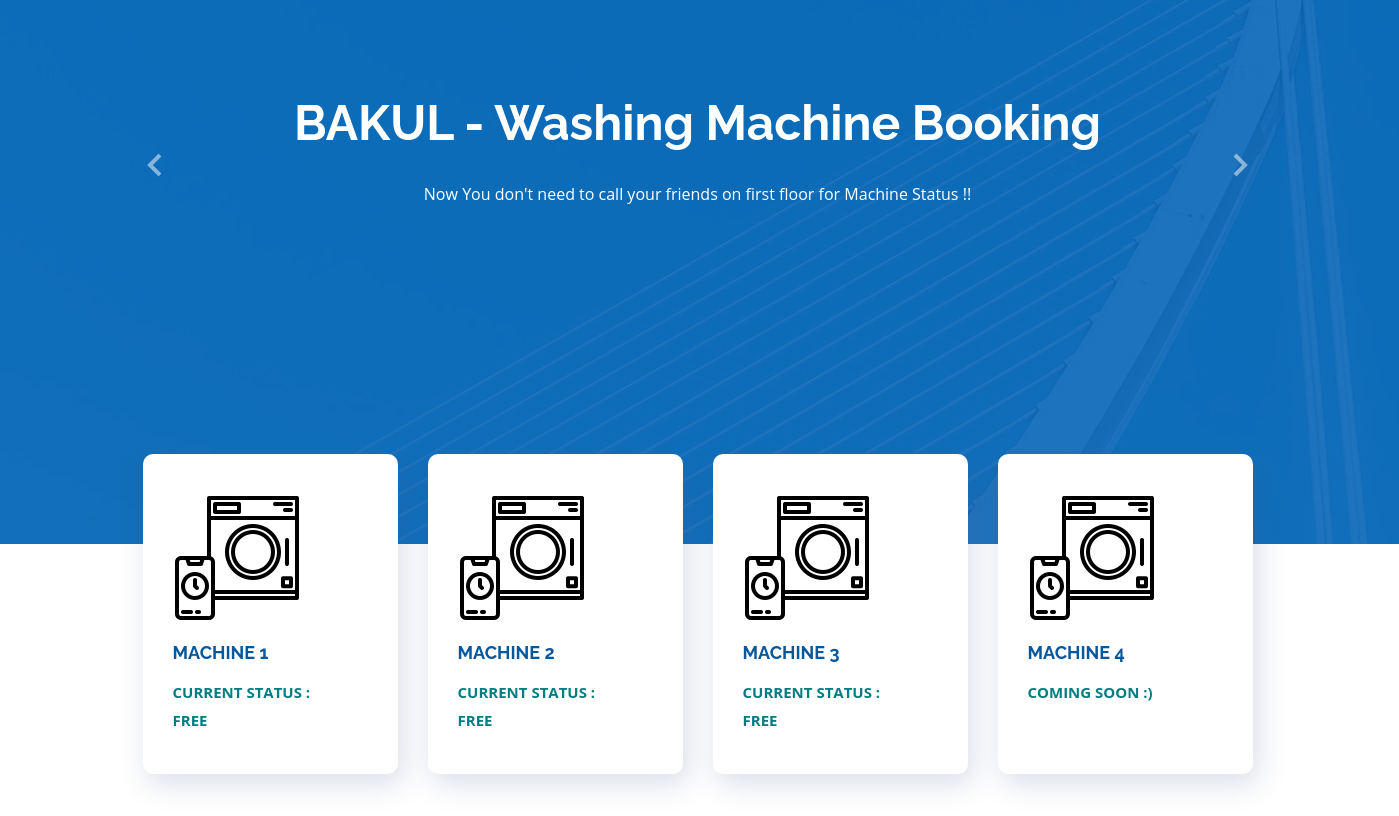 BAKUL - Washing Machine Booking
Now You don't need to call your friends on first floor for Machine Status !!
MACHINE 1
CURRENT STATUS :
FREE
MACHINE 2
CURRENT STATUS :
FREE
MACHINE 3
CURRENT STATUS :
FREE
MACHINE 4
COMING SOON :)